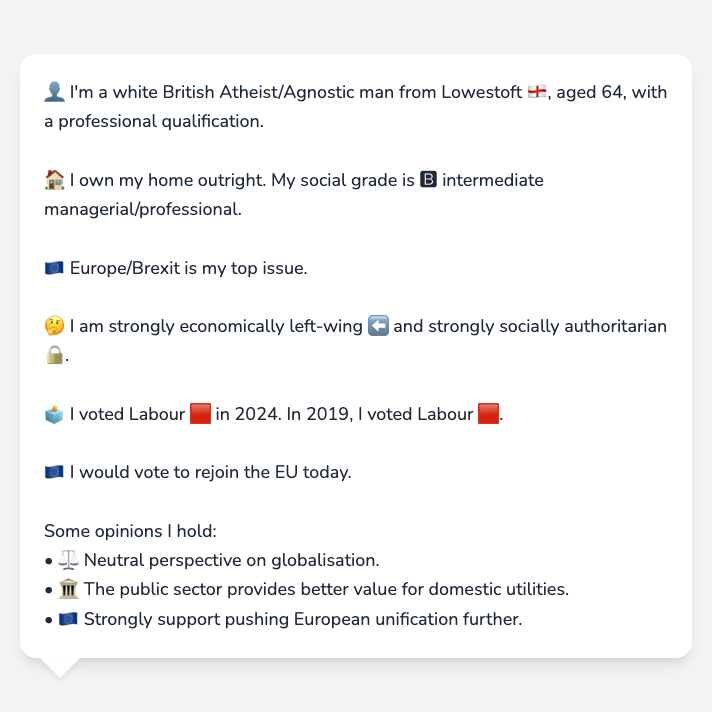 👤 I'm a white British Atheist/Agnostic man from Lowestoft 🏴󠁧󠁢󠁥󠁮󠁧󠁿, aged 64, with
a professional qualification.
🏠 I own my home outright. My social grade is 🅱 intermediate
managerial/professional.
🇪🇺 Europe/Brexit is my top issue.
🤔 I am strongly economically left-wing ⬅️ and strongly socially authoritarian
🔒.
🗳️ I voted Labour 🟥 in 2024. In 2019, I voted Labour 🟥.
🇪🇺 I would vote to rejoin the EU today.
Some opinions I hold:
• ⚖️ Neutral perspective on globalisation.
• 🏛️ The public sector provides better value for domestic utilities.
• 🇪🇺 Strongly support pushing European unification further.